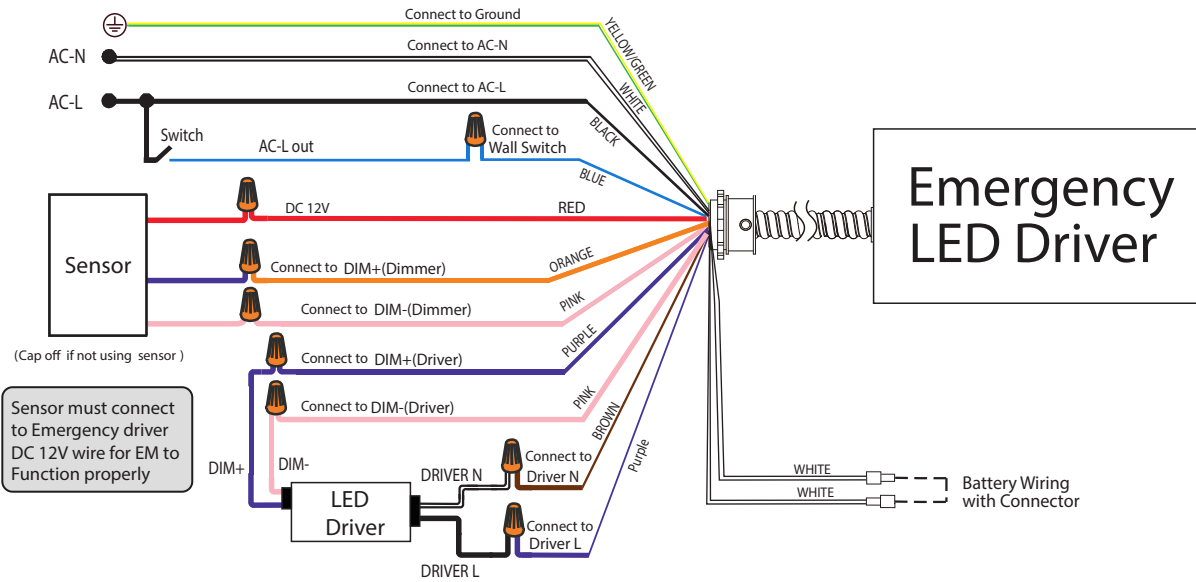 Connect to Ground
YELLOW/GREEN
AC-N
Connect to AC-N
WHITE
AC-L
Connect to AC-L
BLACK
Switch
AC-L out
Connect to
Wall Switch
BLUE
Emergency
LED Driver
Sensor
DC 12V
RED
Connect to DIM+(Dimmer)
ORANGE
Connect to DIM-(Dimmer)
PINK
(Cap off if not using sensor )
Connect to DIM+(Driver)
PURPLE
Connect to DIM-(Driver)
PINK
Sensor must connect
to Emergency driver
DC 12V wire for EM to
Function properly
DIM+
DIM-
LED
Driver
DRIVER N
Connect to
Driver N
BROWN
DRIVER L
Connect to
Driver L
Purple
WHITE
WHITE
Battery Wiring
with Connector